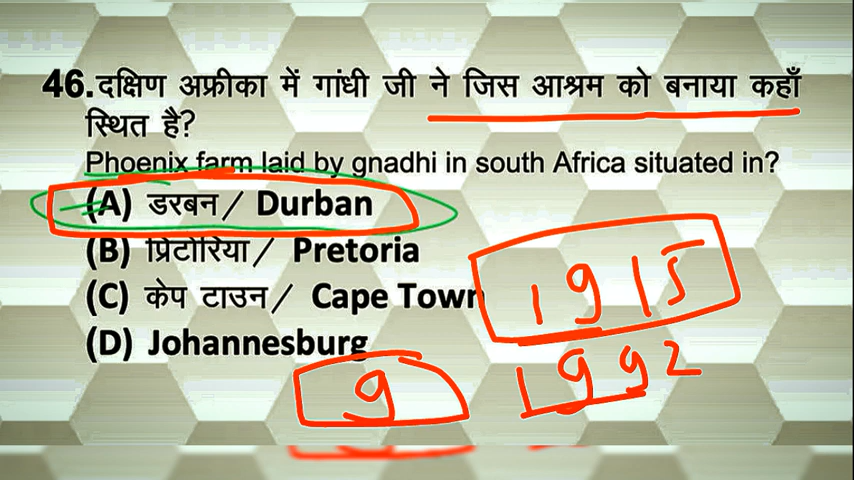 46.दक्षिण अफ्रीका में गांधी जी ने जिस आश्रम को बनाया कहाँ
स्थित है?
Phoenix farm laid by gnadhi in south Africa situated in?
(A) डरबन/ Durban
(B) प्रिटोरिया/ Pretoria
(C) केप टाउन/ Cape Town
(D) Johannesburg
1915
1992
9